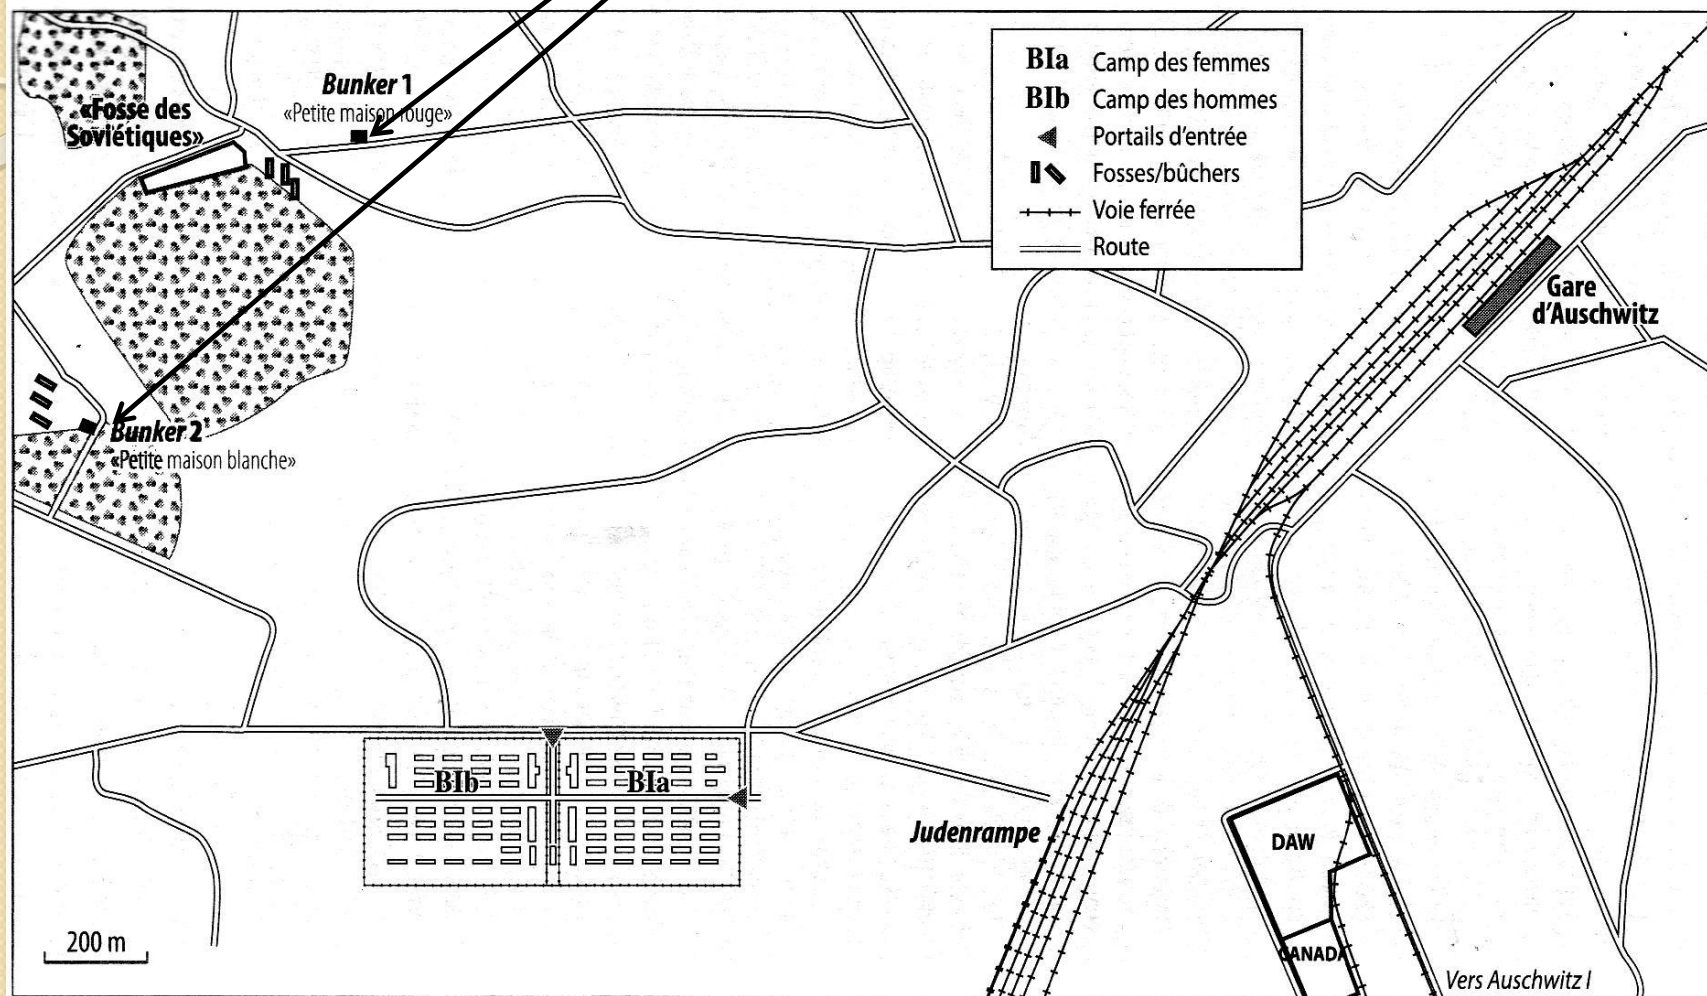 Bunker 1
«Petite maison rouge»
«Fosse des
Soviétiques»
BIa Camp des femmes
BIb Camp des hommes
Portails d'entrée
Fosses/bûchers
Voie ferrée
Route
Gare
d'Auschwitz
Bunker 2
«Petite maison blanche»
BIb
BIa
Judenrampe
DAW
CANADA
200 m
Vers Auschwitz I